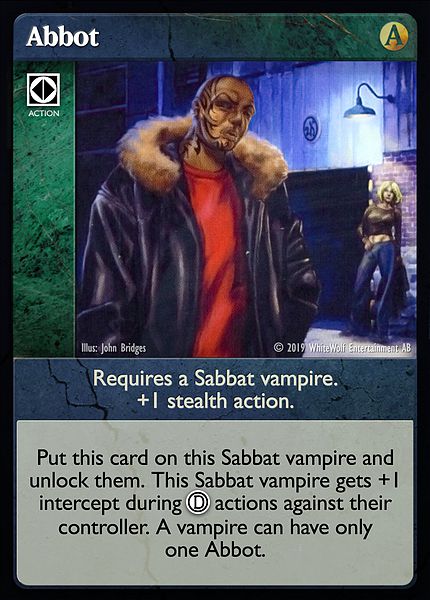 Abbot
A
ACTION
Illus: John Bridges
© 2019 WhiteWolf Entertainment AB
Requires a Sabbat vampire.
+1 stealth action.
Put this card on this Sabbat vampire and
unlock them. This Sabbat vampire gets +1
intercept during Ⓓ actions against their
controller. A vampire can have only
one Abbot.